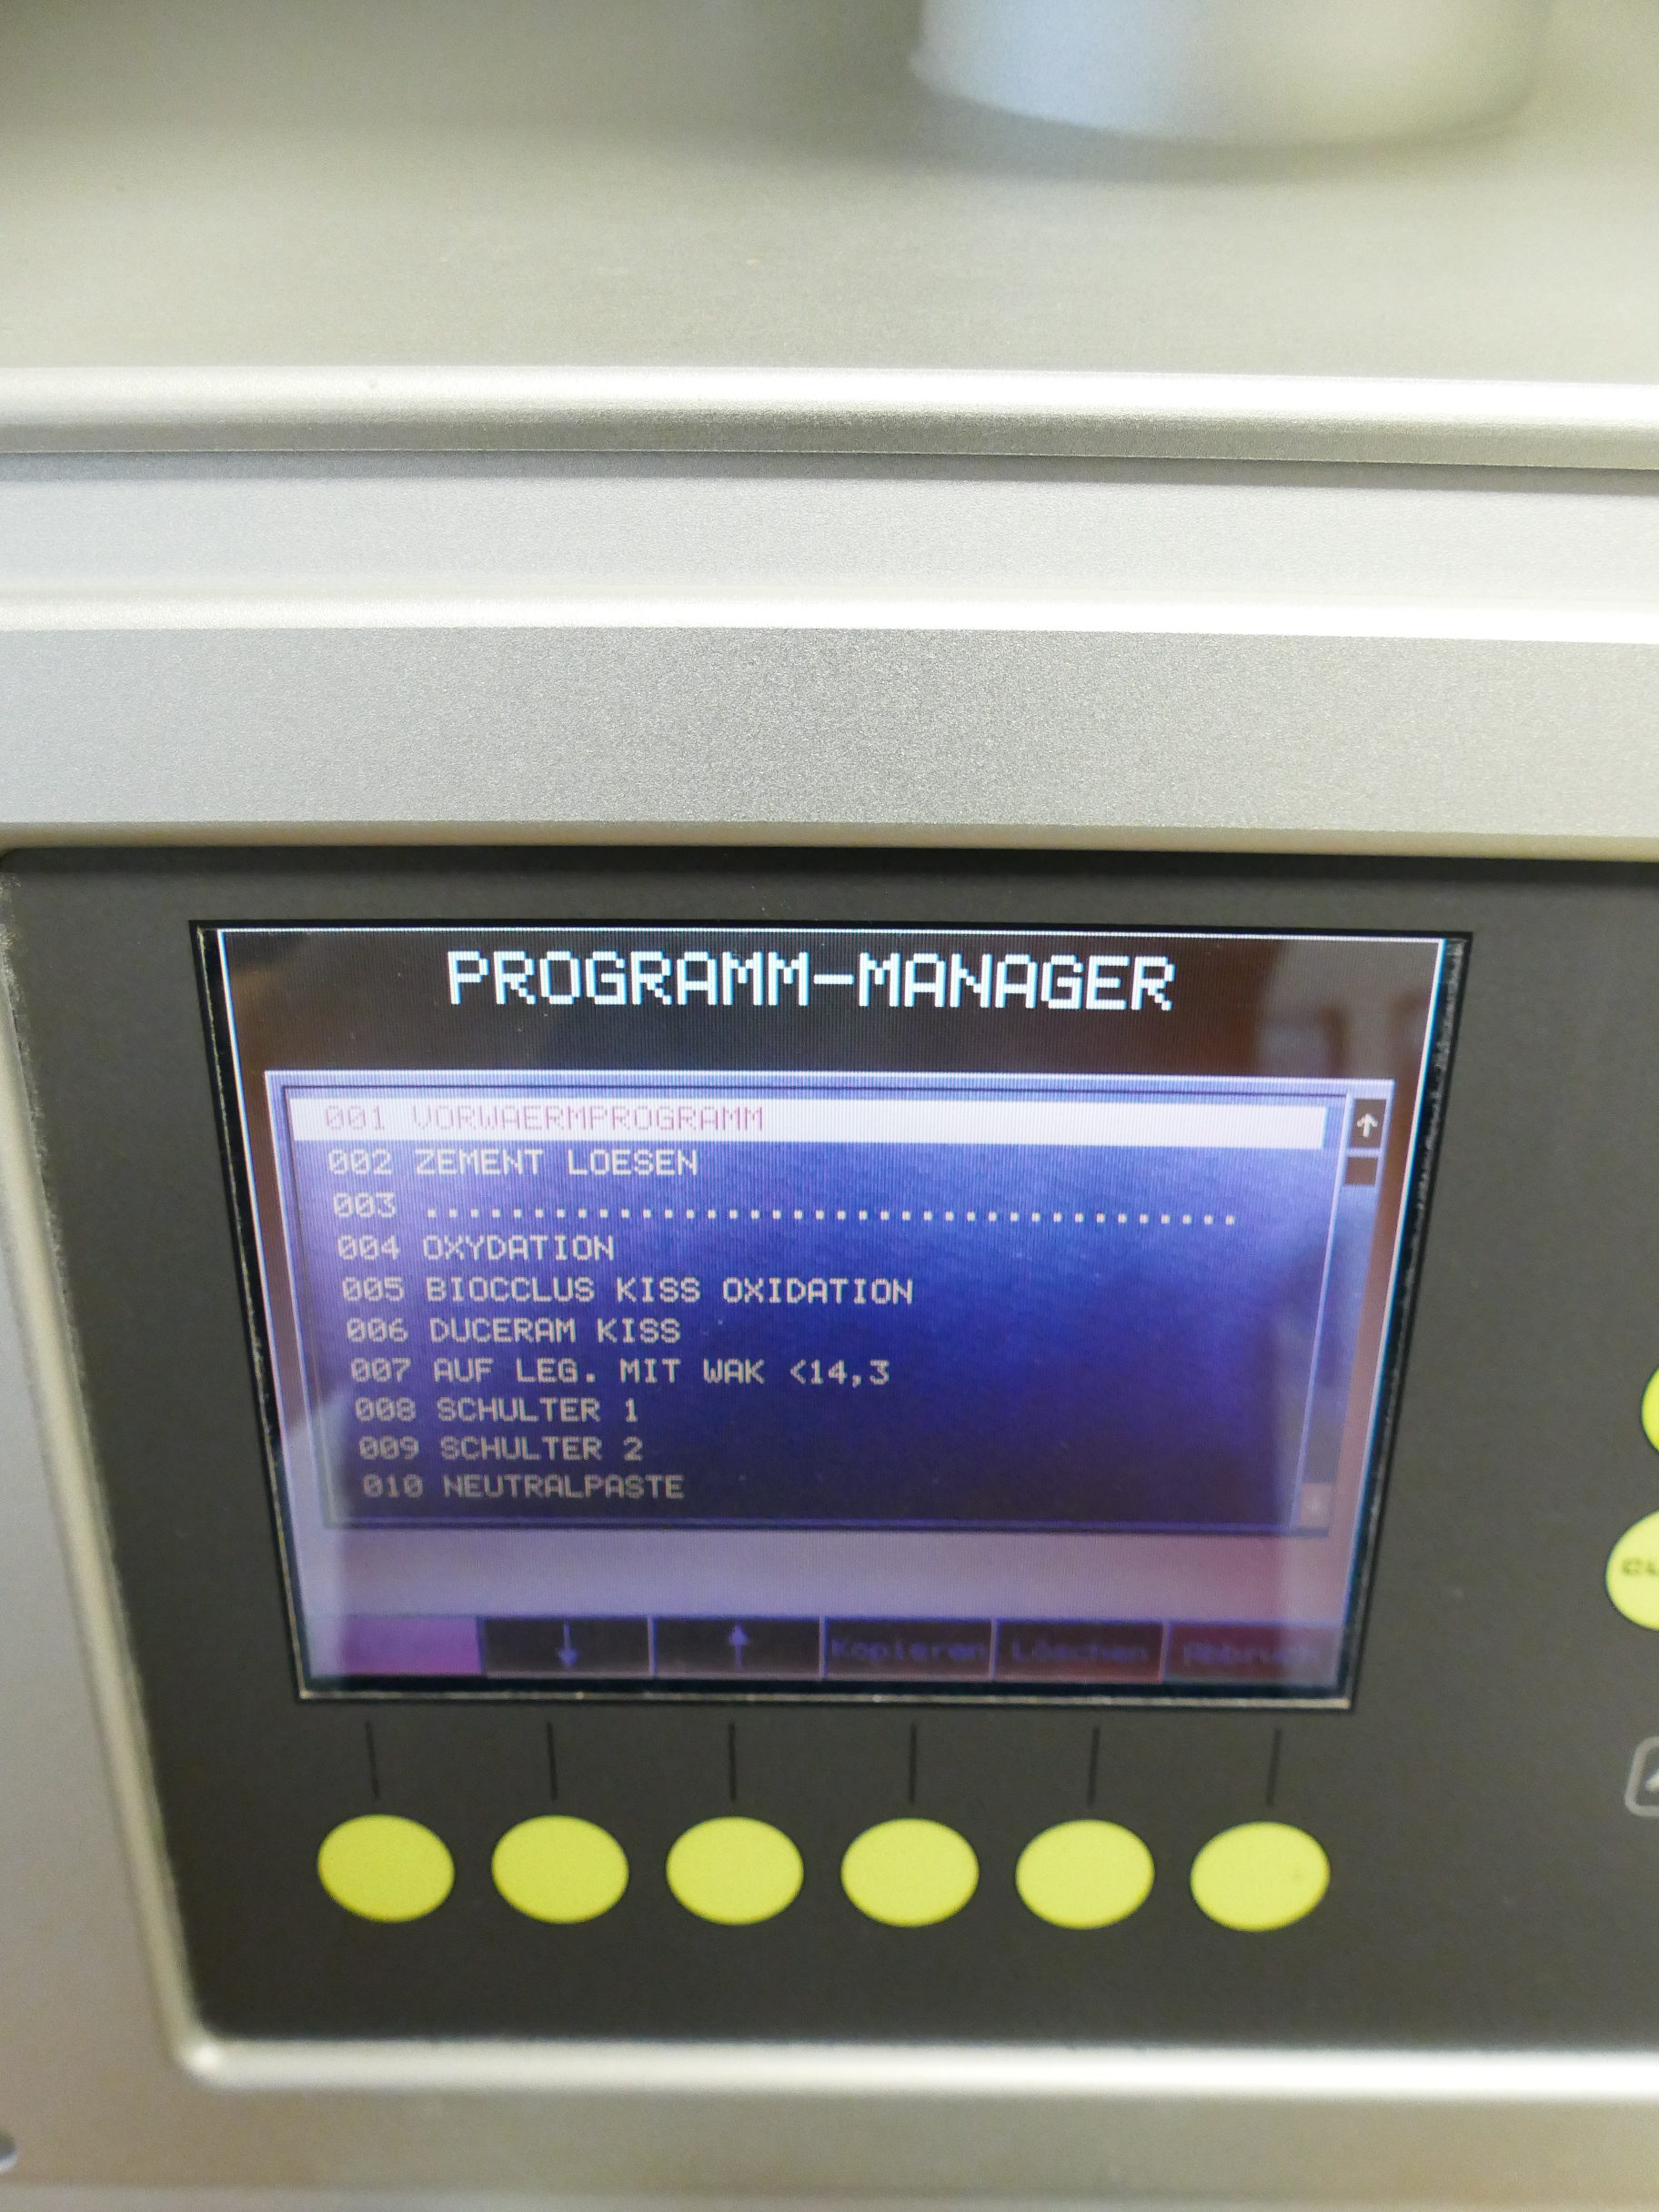 PROGRAMM-MANAGER
001 VORWAERMPROGRAMM
002 ZEMENT LOESEN
003 ......................................
004 OXYDATION
005 BIOCCLUS KISS OXIDATION
006 DUCERAM KISS
007 AUF LEG. MIT WAK <14,3
008 SCHULTER 1
009 SCHULTER 2
010 NEUTRALPASTE
Kopieren Löschen Abbruch